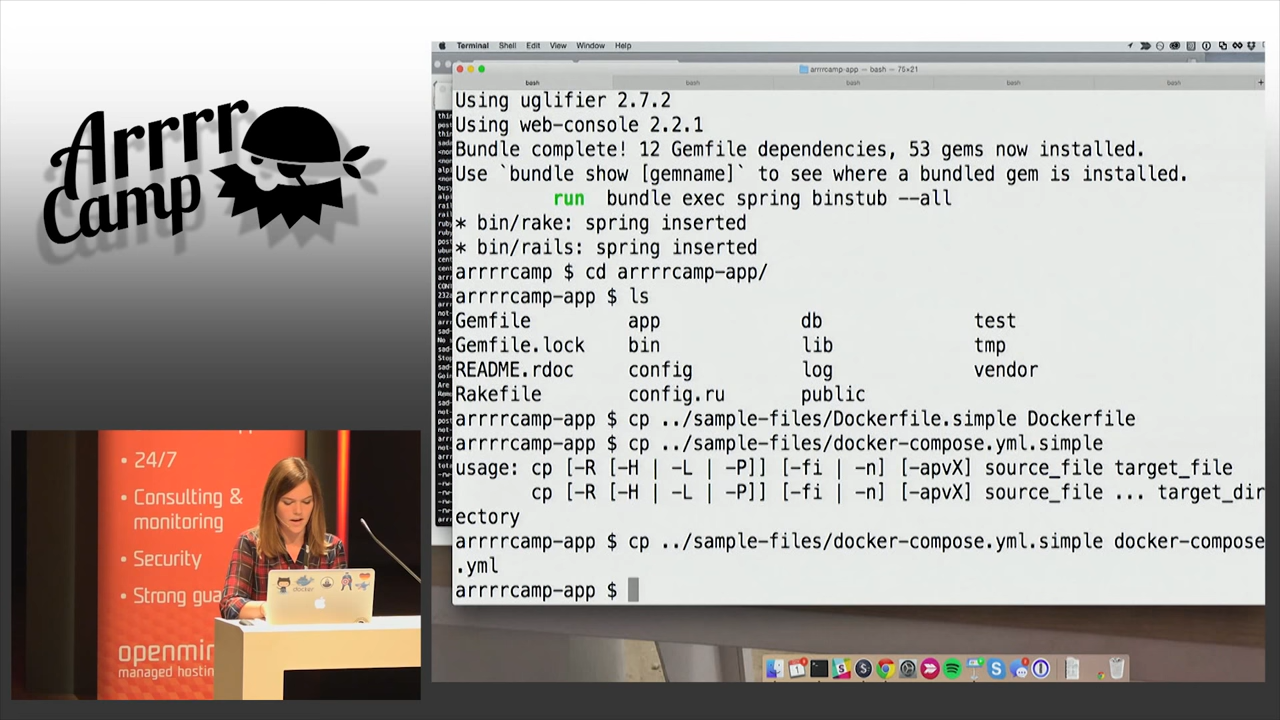 Arrrr
Camp
• 24/7
• Consulting &
monitoring
• Security
• Strong gua
openmin
managed hostin
docker
Terminal Shell Edit View Window Help
arrrrcamp-app — bash — 75×21
bash bash bash bash bash
Using uglifier 2.7.2
Using web-console 2.2.1
Bundle complete! 12 Gemfile dependencies, 53 gems now installed.
Use `bundle show [gemname]` to see where a bundled gem is installed.
run bundle exec spring binstub --all
* bin/rake: spring inserted
* bin/rails: spring inserted
arrrrcamp $ cd arrrrcamp-app/
arrrrcamp-app $ ls
Gemfile app db test
Gemfile.lock bin lib tmp
README.rdoc config log vendor
Rakefile config.ru public
arrrrcamp-app $ cp ../sample-files/Dockerfile.simple Dockerfile
arrrrcamp-app $ cp ../sample-files/docker-compose.yml.simple
usage: cp [-R [-H | -L | -P]] [-fi | -n] [-apvX] source_file target_file
cp [-R [-H | -L | -P]] [-fi | -n] [-apvX] source_file ... target_dir
ectory
arrrrcamp-app $ cp ../sample-files/docker-compose.yml.simple docker-compose
.yml
arrrrcamp-app $